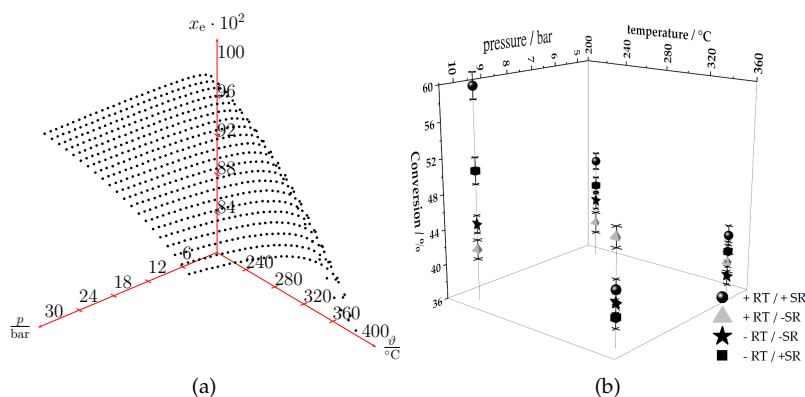 x_e · 10²
100
96
92
88
84
6
12
18
24
30
p/bar
240
280
320
360
400
ϑ/°C
(a)
pressure / bar
temperature / °C
10
9
8
7
6
5
200
240
280
320
360
Conversion / %
60
56
52
48
44
40
36
+ RT / + SR
+ RT / -SR
- RT / -SR
- RT / +SR
(b)